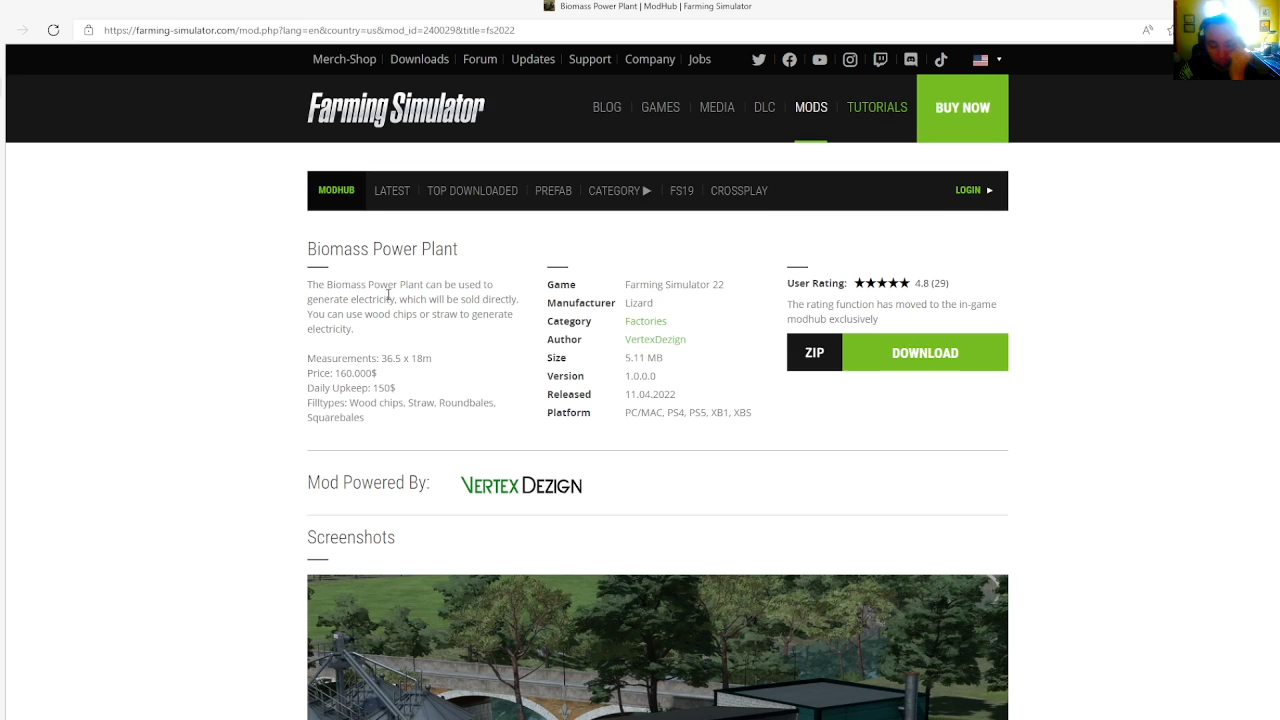 Biomass Power Plant | ModHub | Farming Simulator
https://farming-simulator.com/mod.php?lang=en&country=us&mod_id=240029&title=fs2022
Merch-Shop Downloads Forum Updates Support Company Jobs
Farming Simulator
BLOG GAMES MEDIA DLC MODS TUTORIALS BUY NOW
MODHUB LATEST TOP DOWNLOADED PREFAB CATEGORY ▶ FS19 CROSSPLAY LOGIN ▶
Biomass Power Plant
The Biomass Power Plant can be used to
generate electricity, which will be sold directly.
You can use wood chips or straw to generate
electricity.
Measurements: 36.5 x 18m
Price: 160.000$
Daily Upkeep: 150$
Filltypes: Wood chips, Straw, Roundbales,
Squarebales
Game Farming Simulator 22
Manufacturer Lizard
Category Factories
Author VertexDezign
Size 5.11 MB
Version 1.0.0.0
Released 11.04.2022
Platform PC/MAC, PS4, PS5, XB1, XBS
User Rating: ★★★★★ 4.8 (29)
The rating function has moved to the in-game
modhub exclusively
ZIP DOWNLOAD
Mod Powered By: VERTEXDEZIGN
Screenshots